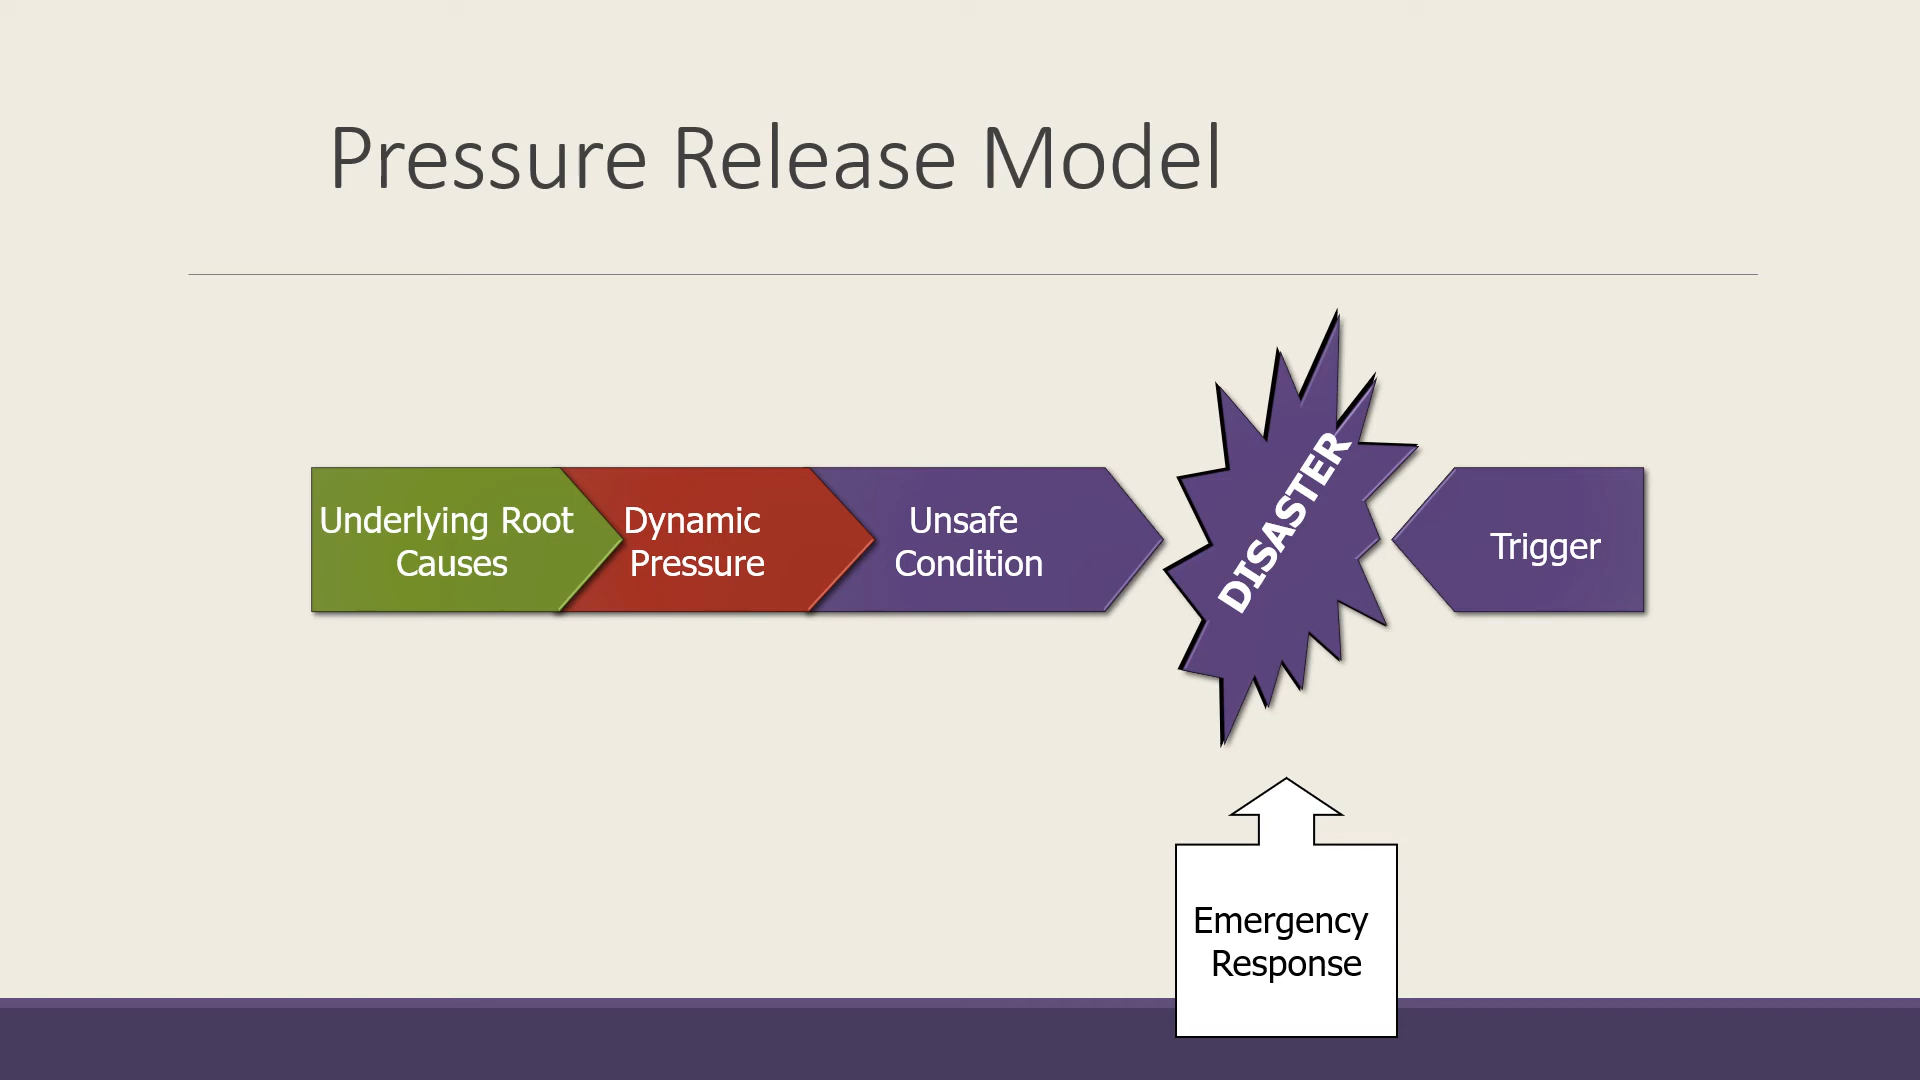 Pressure Release Model
Underlying Root
Causes
Dynamic
Pressure
Unsafe
Condition
DISASTER
Trigger
Emergency
Response